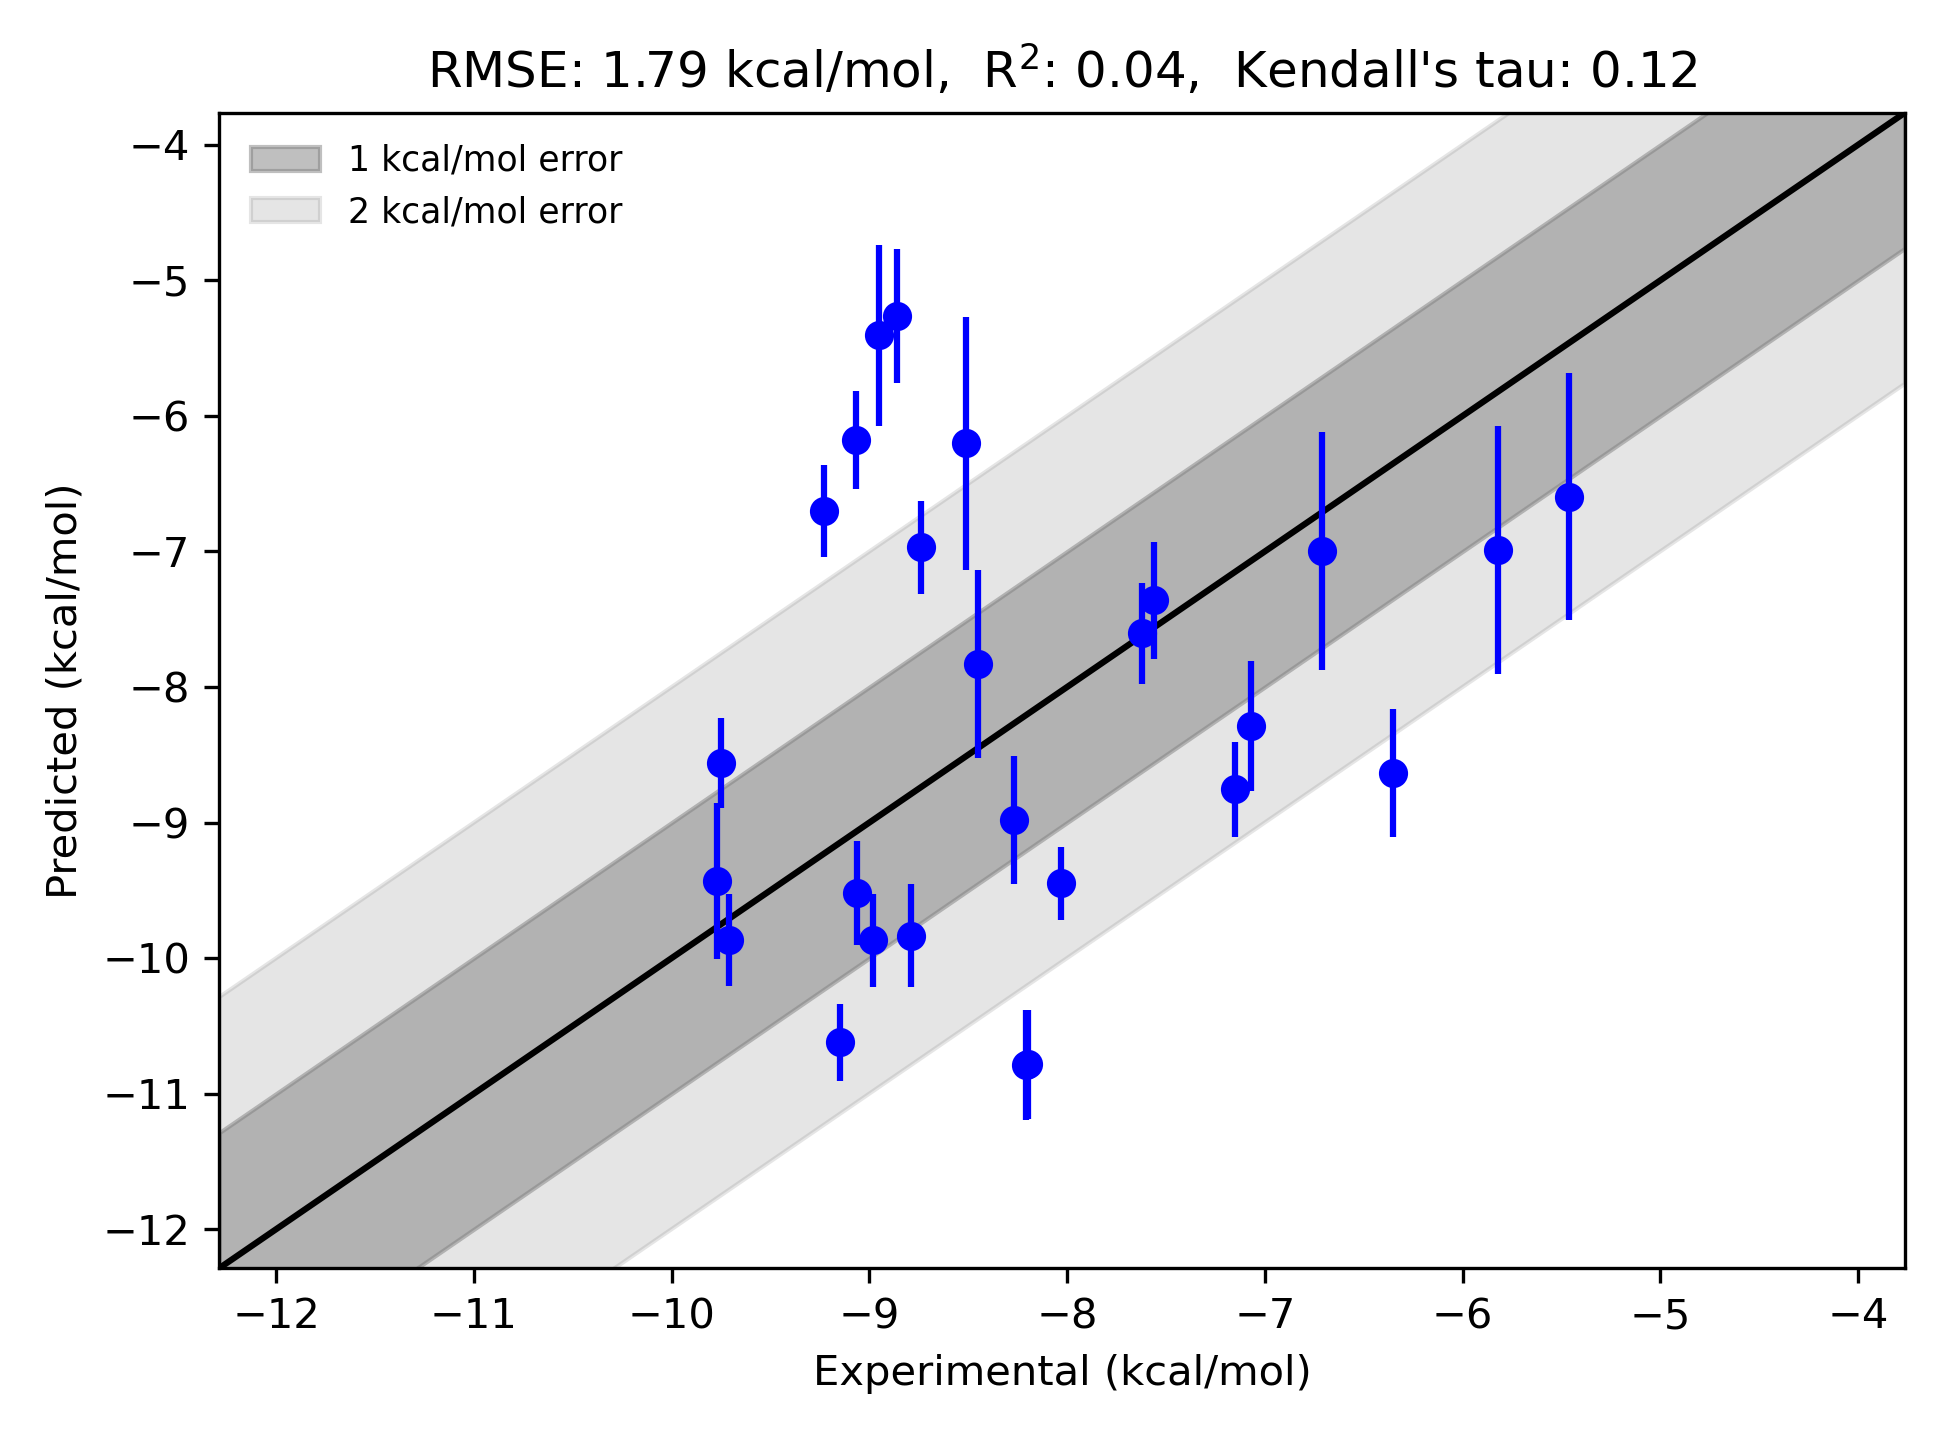 RMSE: 1.79 kcal/mol, R²: 0.04, Kendall's tau: 0.12
1 kcal/mol error
2 kcal/mol error
Predicted (kcal/mol)
−4
−5
−6
−7
−8
−9
−10
−11
−12
−12 −11 −10 −9 −8 −7 −6 −5 −4
Experimental (kcal/mol)